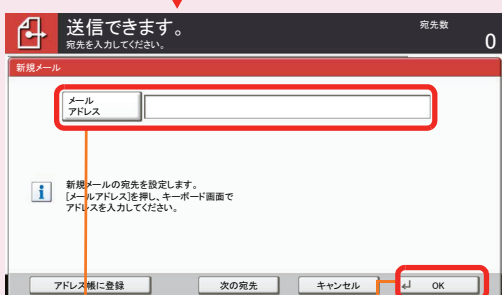 送信できます。
宛先を入力してください。
宛先数
0
新規メール
メール
アドレス
新規メールの宛先を設定します。
[メールアドレス]を押し、キーボード画面で
アドレスを入力してください。
アドレス帳に登録
次の宛先
キャンセル
OK